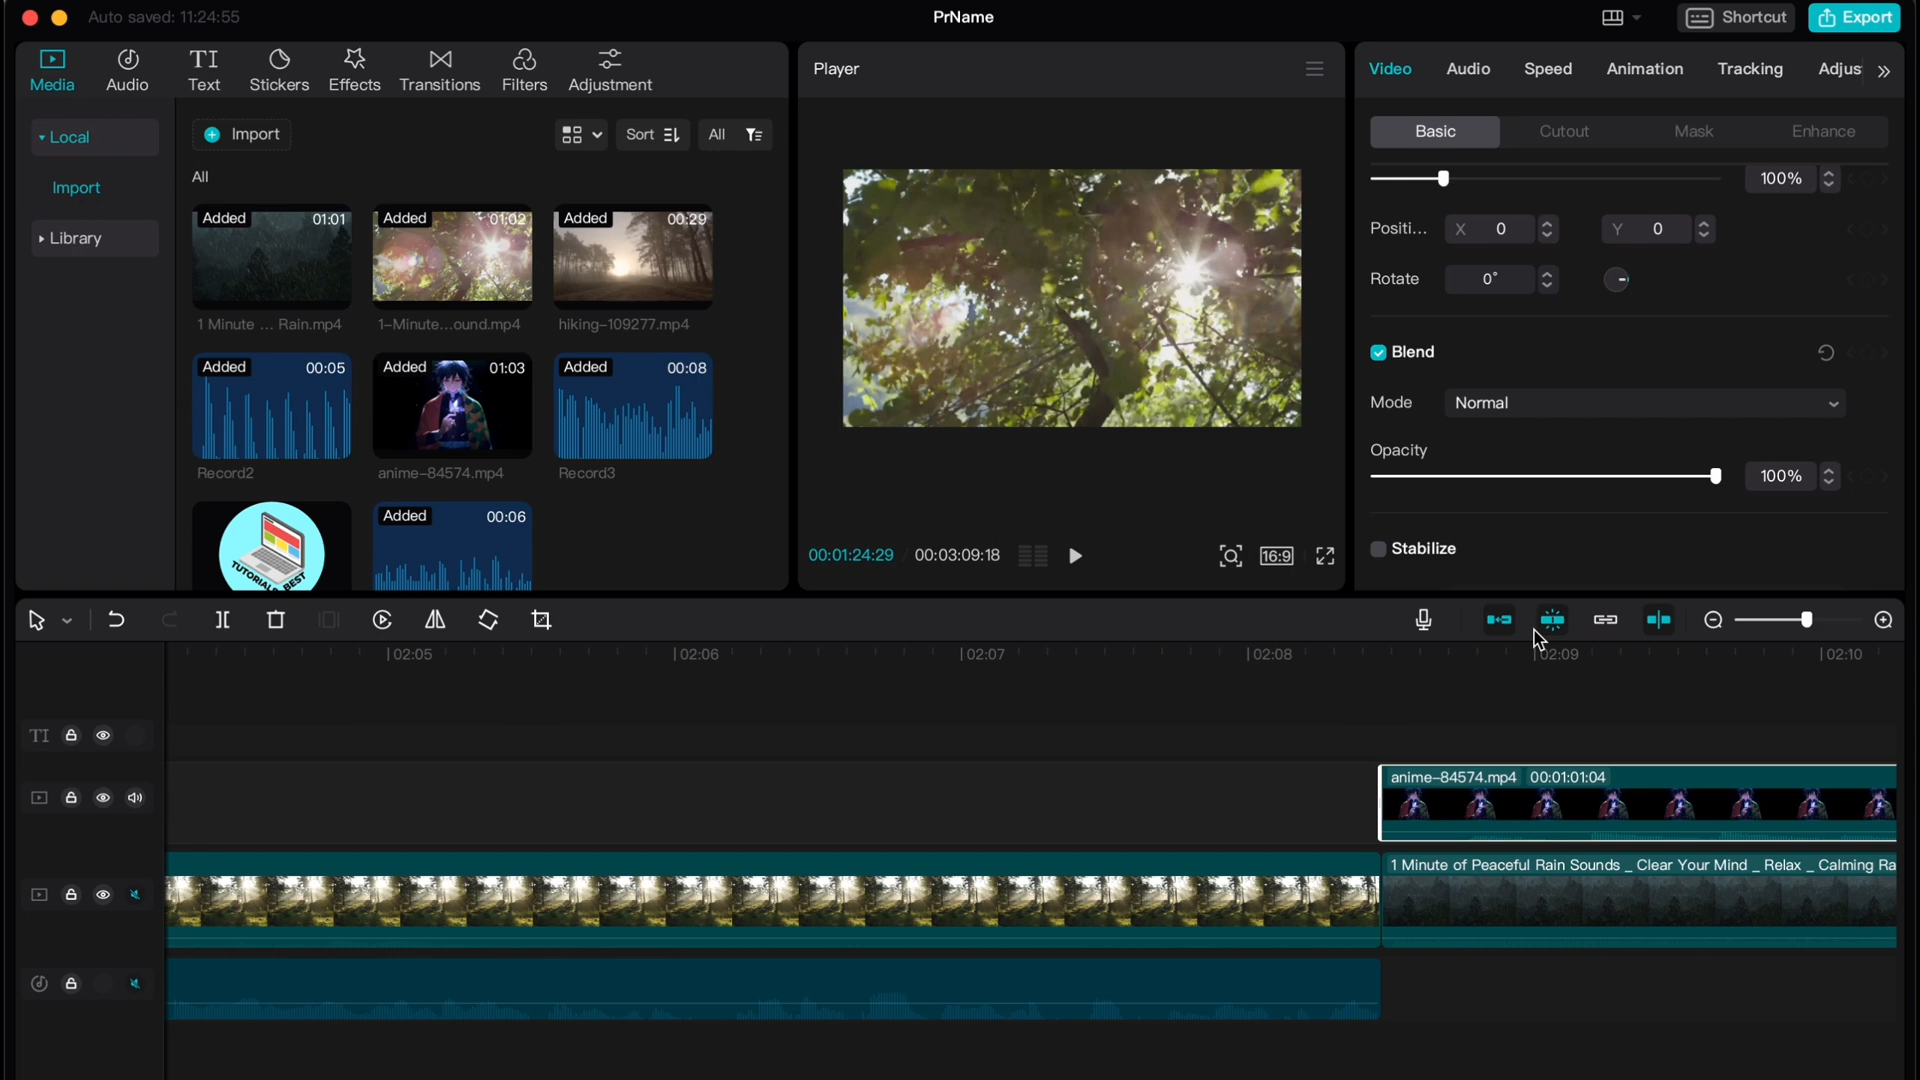 Auto saved: 11:24:55
PrName
Shortcut
Export
Media
Audio
TI
Text
Stickers
Effects
Transitions
Filters
Adjustment
Player
Video
Audio
Speed
Animation
Tracking
Adjus
Local
Import
Library
Import
Sort
All
All
Added 01:01
Added 01:02
Added 00:29
1 Minute ... Rain.mp4
1-Minute...ound.mp4
hiking-109277.mp4
Added 00:05
Added 01:03
Added 00:08
Record2
anime-84574.mp4
Record3
TUTORIALS BEST
Added 00:06
00:01:24:29 / 00:03:09:18
16:9
Basic
Cutout
Mask
Enhance
100%
Positi...
X 0
Y 0
Rotate
0°
Blend
Mode
Normal
Opacity
100%
Stabilize
02:05
02:06
02:07
02:08
02:09
02:10
TI
anime-84574.mp4 00:01:01:04
1 Minute of Peaceful Rain Sounds _ Clear Your Mind _ Relax _ Calming Ra